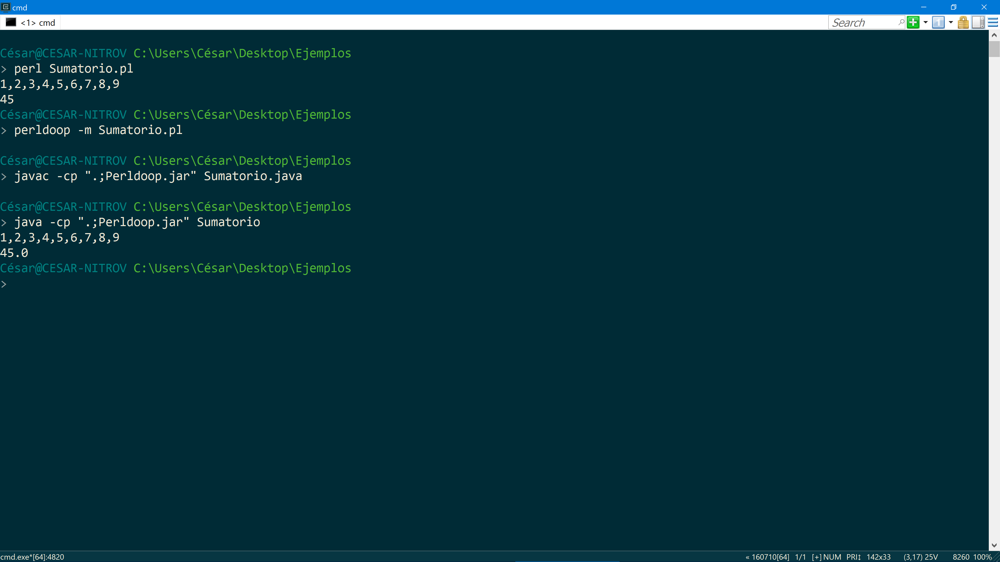 cmd
<1> cmd
Search
1
César@CESAR-NITROV C:\Users\César\Desktop\Ejemplos
> perl Sumatorio.pl
1,2,3,4,5,6,7,8,9
45
César@CESAR-NITROV C:\Users\César\Desktop\Ejemplos
> perldoop -m Sumatorio.pl
César@CESAR-NITROV C:\Users\César\Desktop\Ejemplos
> javac -cp ".;Perldoop.jar" Sumatorio.java
César@CESAR-NITROV C:\Users\César\Desktop\Ejemplos
> java -cp ".;Perldoop.jar" Sumatorio
1,2,3,4,5,6,7,8,9
45.0
César@CESAR-NITROV C:\Users\César\Desktop\Ejemplos
>
cmd.exe*[64]:4820 « 160710[64] 1/1 [+] NUM PRI↕ 142x33 (3,17) 25V 8260 100%